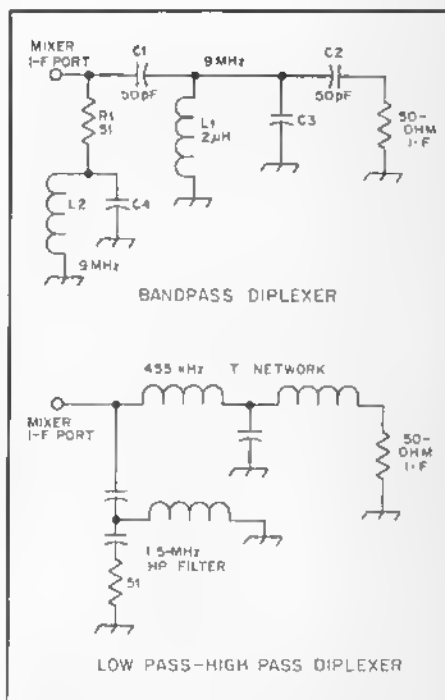 MIXER
I-F PORT
C1
50pF
9MHz
C2
50pF
R1
51
L1
2µH
C3
50-
OHM
I-F
L2
C4
9MHz
BANDPASS DIPLEXER
455 kHz T NETWORK
MIXER
I-F PORT
50-
OHM
I-F
1.5-MHz
HP FILTER
51
LOW PASS-HIGH PASS DIPLEXER